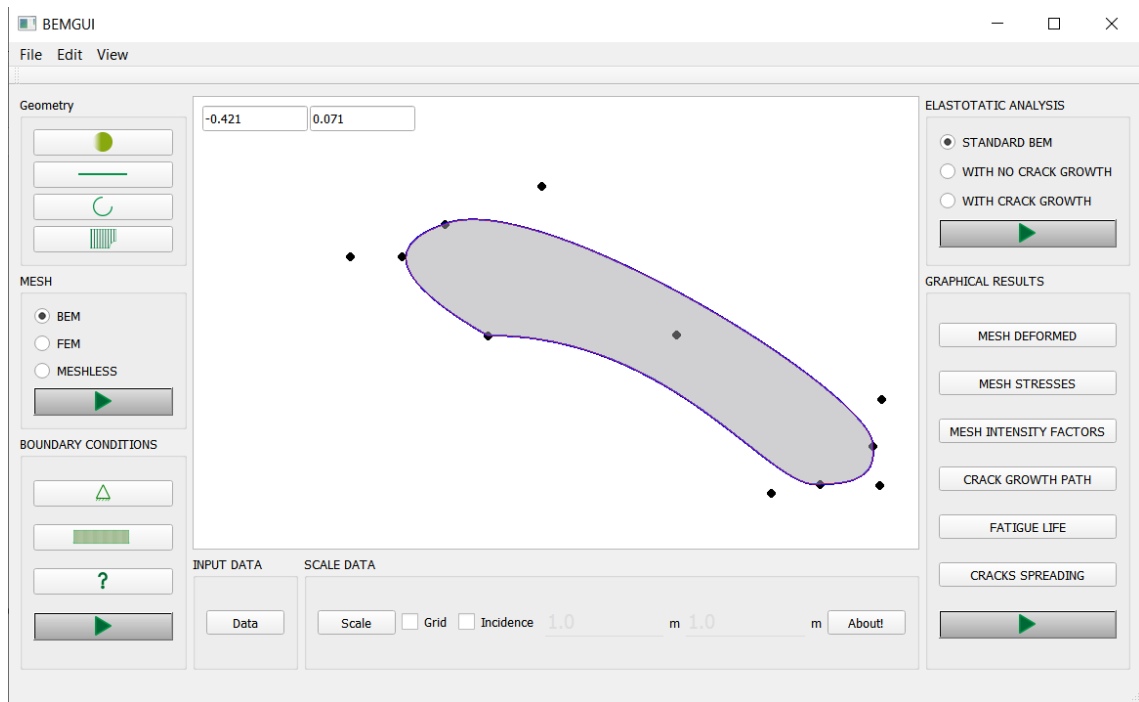 BEMGUI
File Edit View
Geometry
MESH
BEM
FEM
MESHLESS
BOUNDARY CONDITIONS
?
-0.421 0.071
INPUT DATA
Data
SCALE DATA
Scale Grid Incidence 1.0 m 1.0 m About!
ELASTOTATIC ANALYSIS
STANDARD BEM
WITH NO CRACK GROWTH
WITH CRACK GROWTH
GRAPHICAL RESULTS
MESH DEFORMED
MESH STRESSES
MESH INTENSITY FACTORS
CRACK GROWTH PATH
FATIGUE LIFE
CRACKS SPREADING